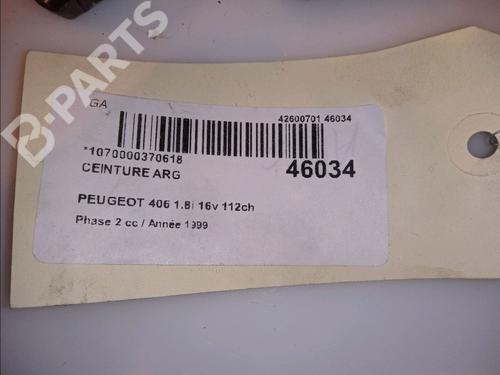 GA
42600701 46034
*1070000370618
46034
CEINTURE ARG
PEUGEOT 406 1.8i 16v 112ch
Phase 2 cc / Année 1999
B-PARTS